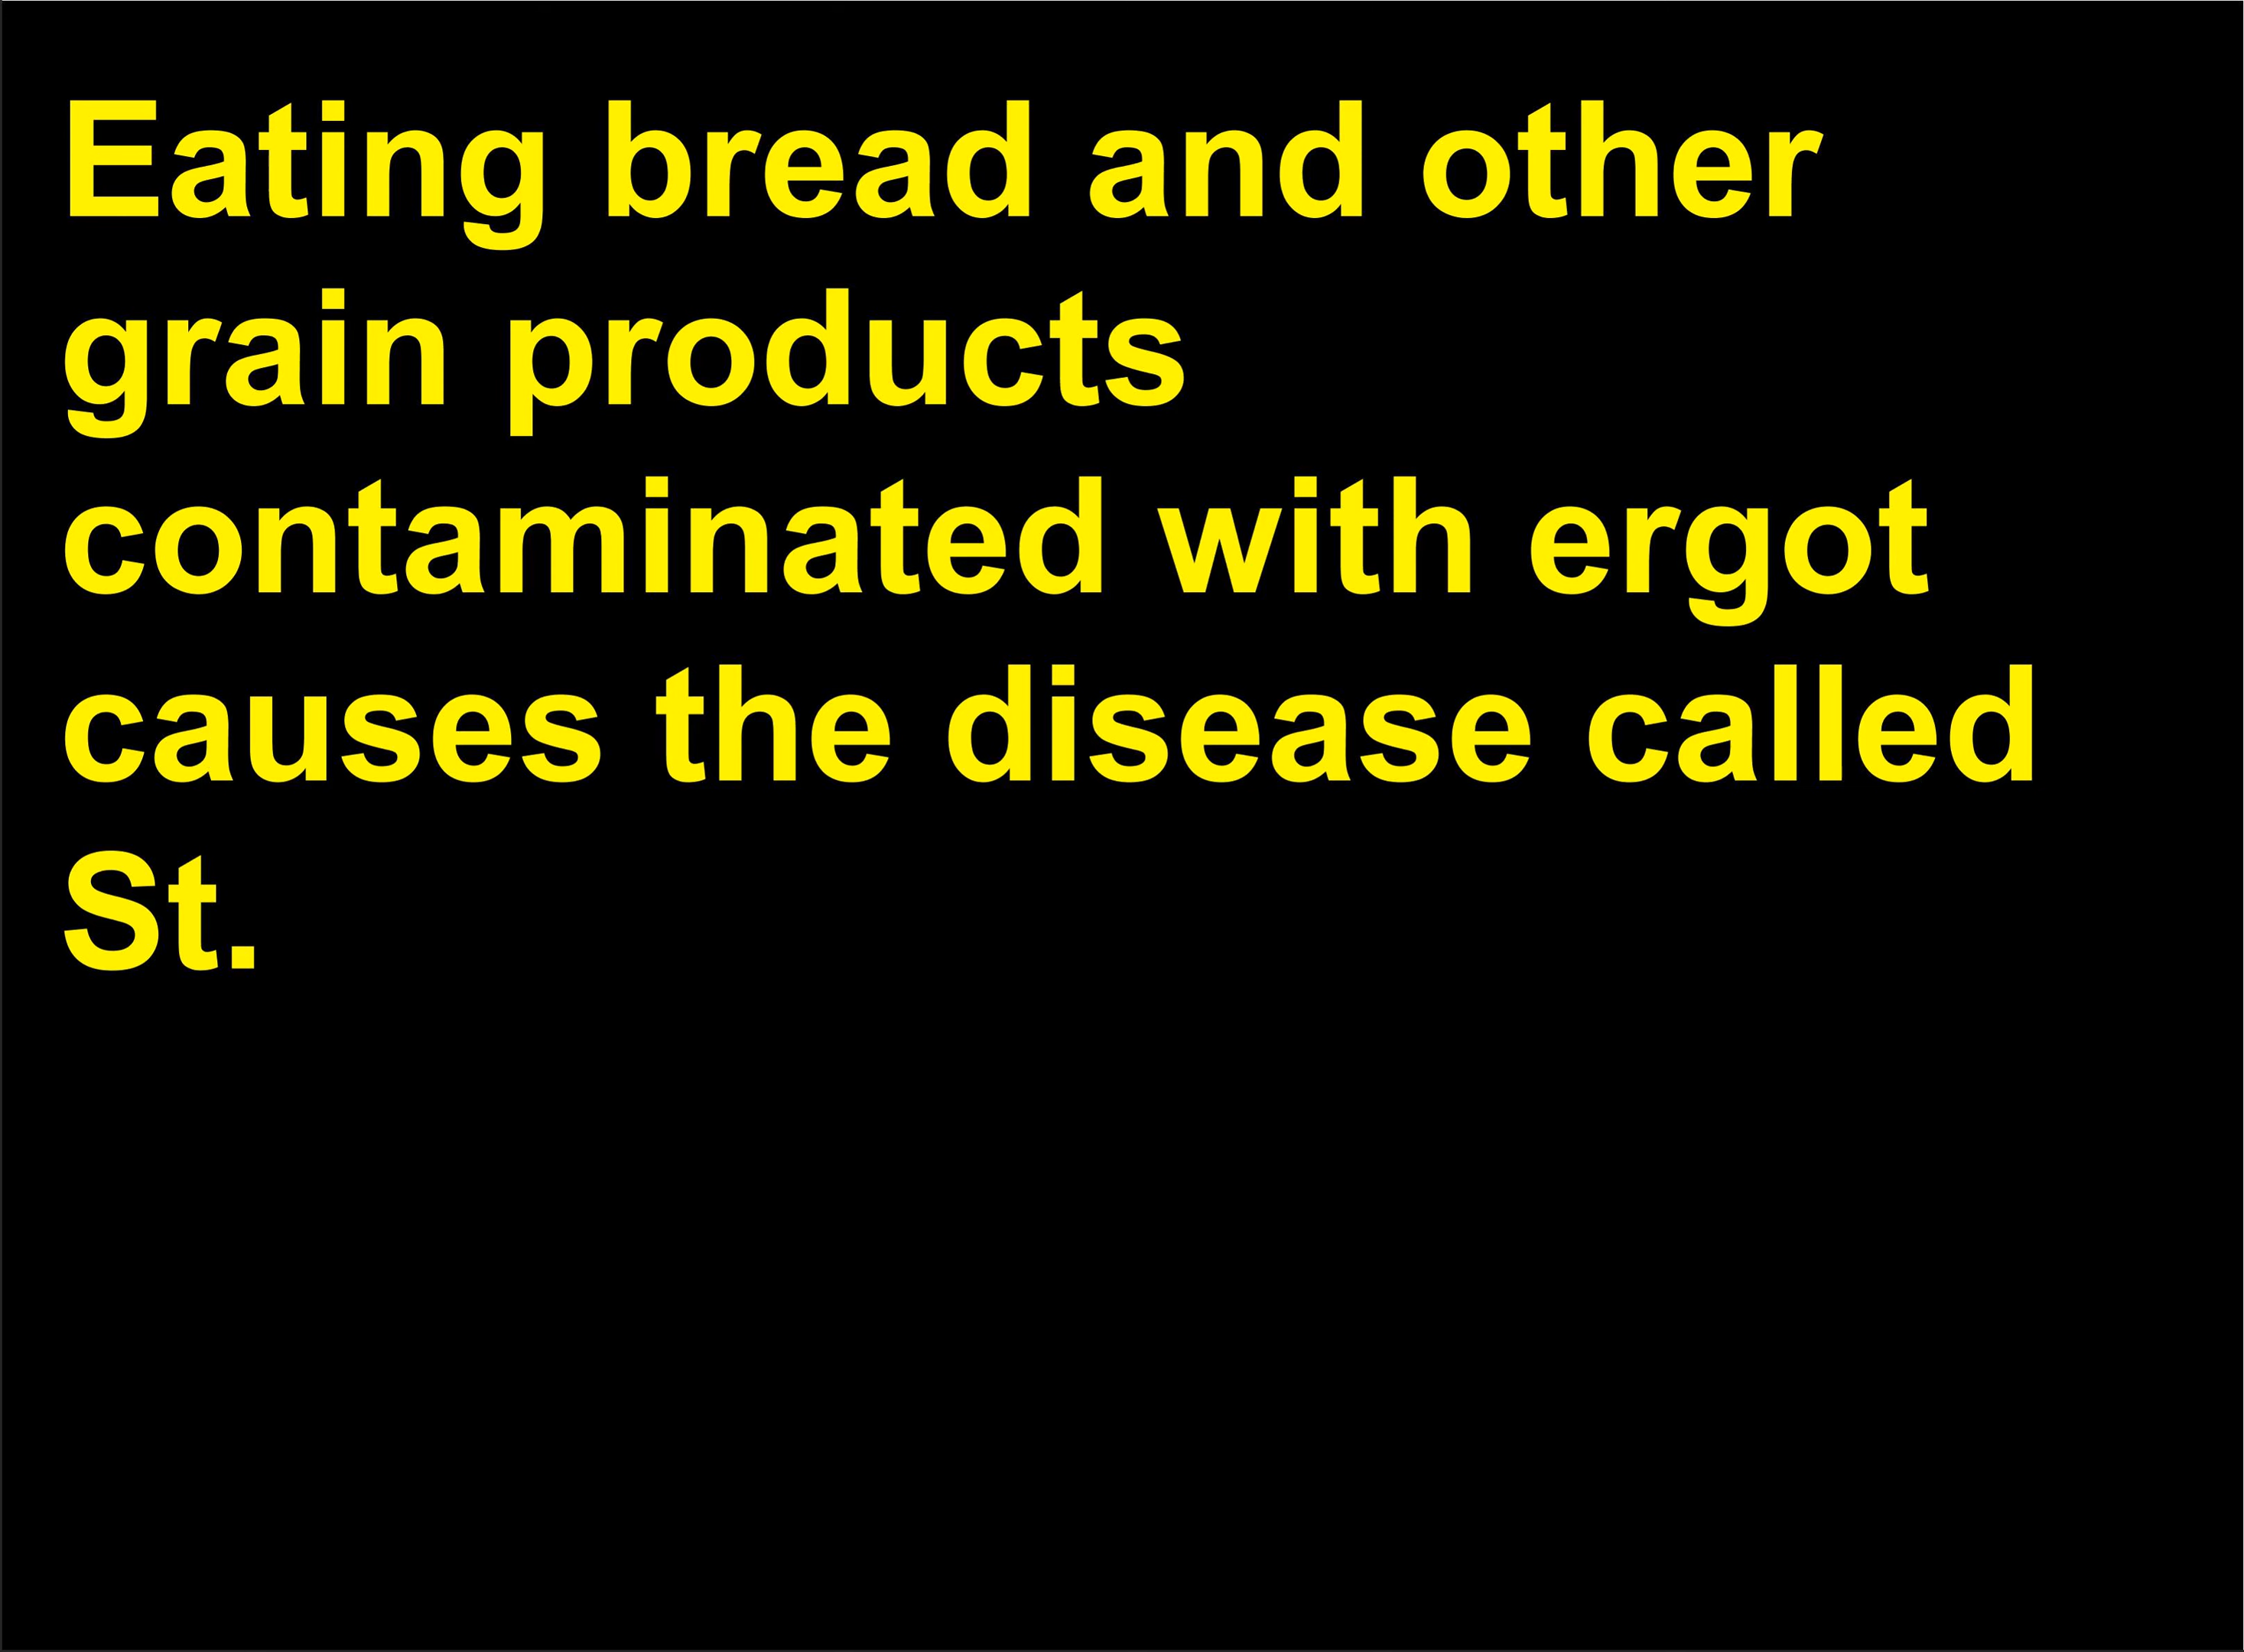 Eating bread and other
grain products
contaminated with ergot
causes the disease called
St.